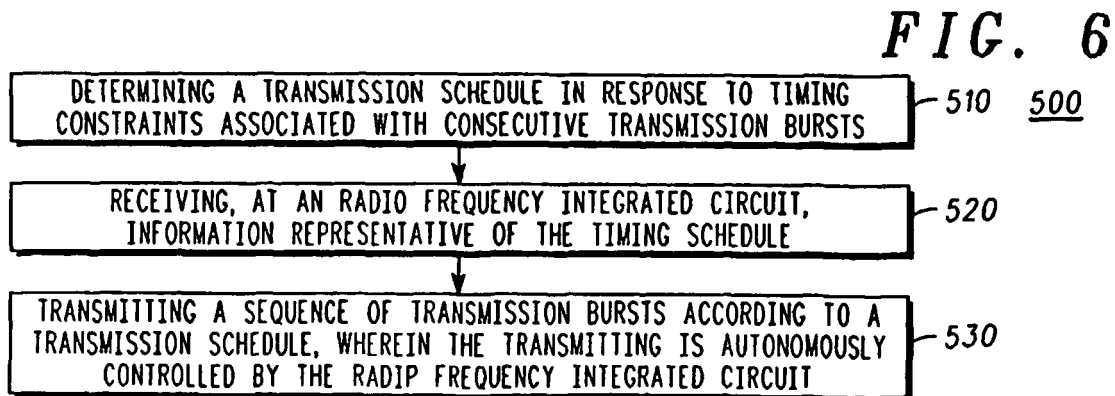 FIG. 6
DETERMINING A TRANSMISSION SCHEDULE IN RESPONSE TO TIMING
CONSTRAINTS ASSOCIATED WITH CONSECUTIVE TRANSMISSION BURSTS
510 500
RECEIVING, AT AN RADIO FREQUENCY INTEGRATED CIRCUIT,
INFORMATION REPRESENTATIVE OF THE TIMING SCHEDULE
520
TRANSMITTING A SEQUENCE OF TRANSMISSION BURSTS ACCORDING TO A
TRANSMISSION SCHEDULE, WHEREIN THE TRANSMITTING IS AUTONOMOUSLY
CONTROLLED BY THE RADIP FREQUENCY INTEGRATED CIRCUIT
530